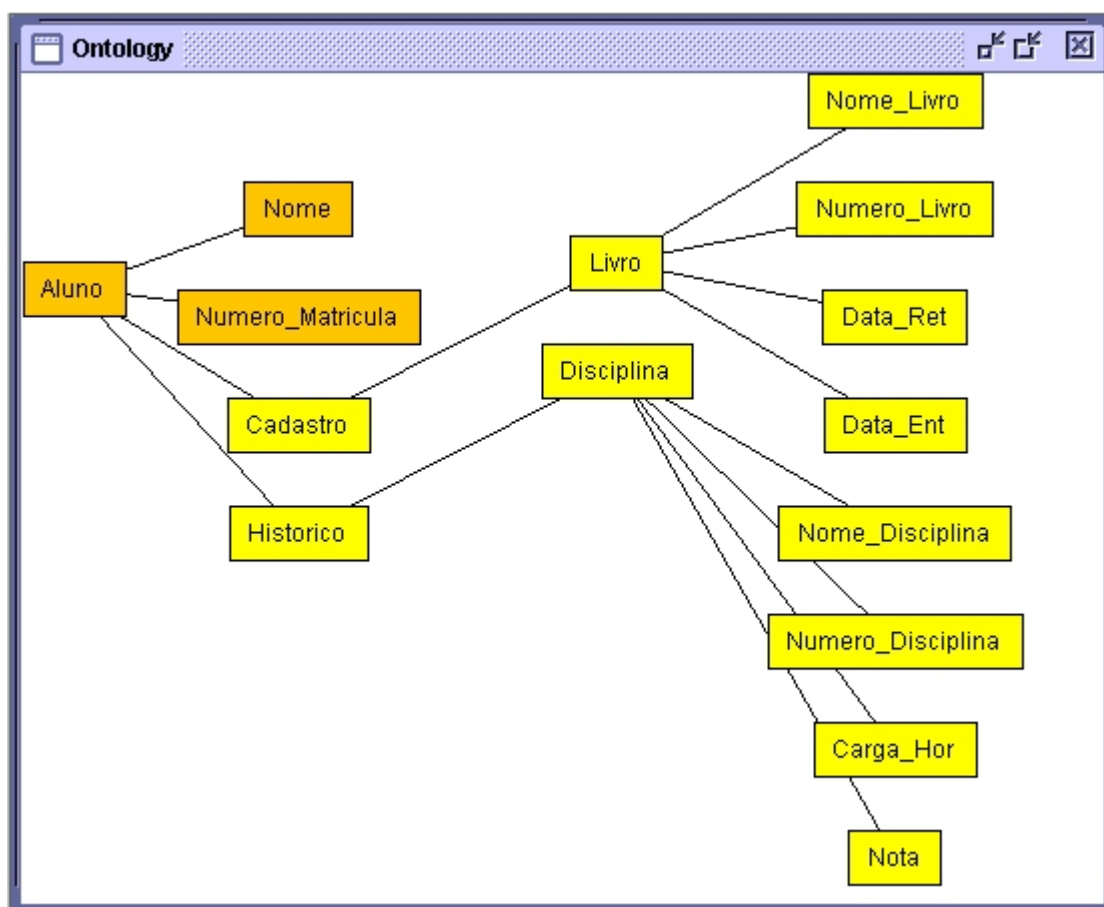 Ontology
Nome_Livro
Nome
Numero_Livro
Livro
Aluno
Numero_Matricula
Data_Ret
Disciplina
Cadastro
Data_Ent
Historico
Nome_Disciplina
Numero_Disciplina
Carga_Hor
Nota